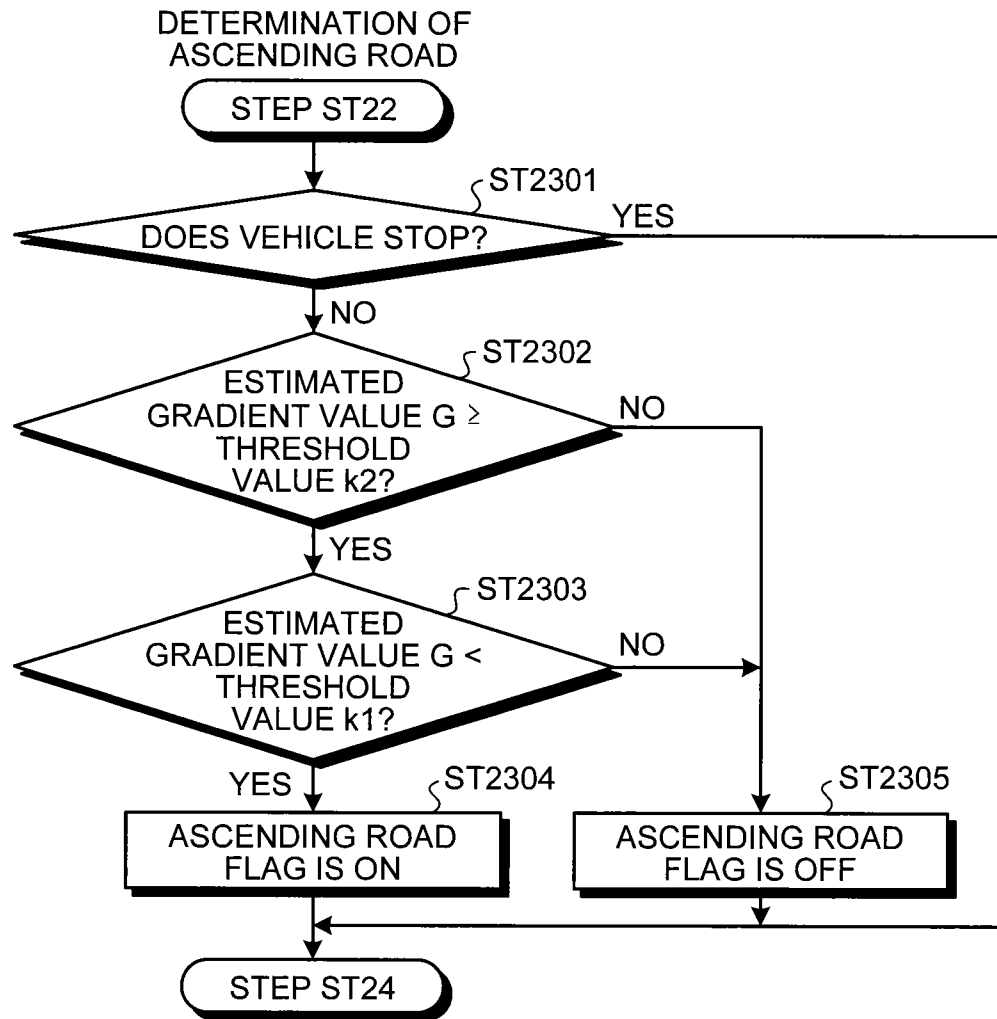 DETERMINATION OF
ASCENDING ROAD
STEP ST22
ST2301
DOES VEHICLE STOP?
YES
NO
ST2302
ESTIMATED
GRADIENT VALUE G ≥
THRESHOLD
VALUE k2?
NO
YES
ST2303
ESTIMATED
GRADIENT VALUE G <
THRESHOLD
VALUE k1?
NO
YES
ST2304
ASCENDING ROAD
FLAG IS ON
ST2305
ASCENDING ROAD
FLAG IS OFF
STEP ST24